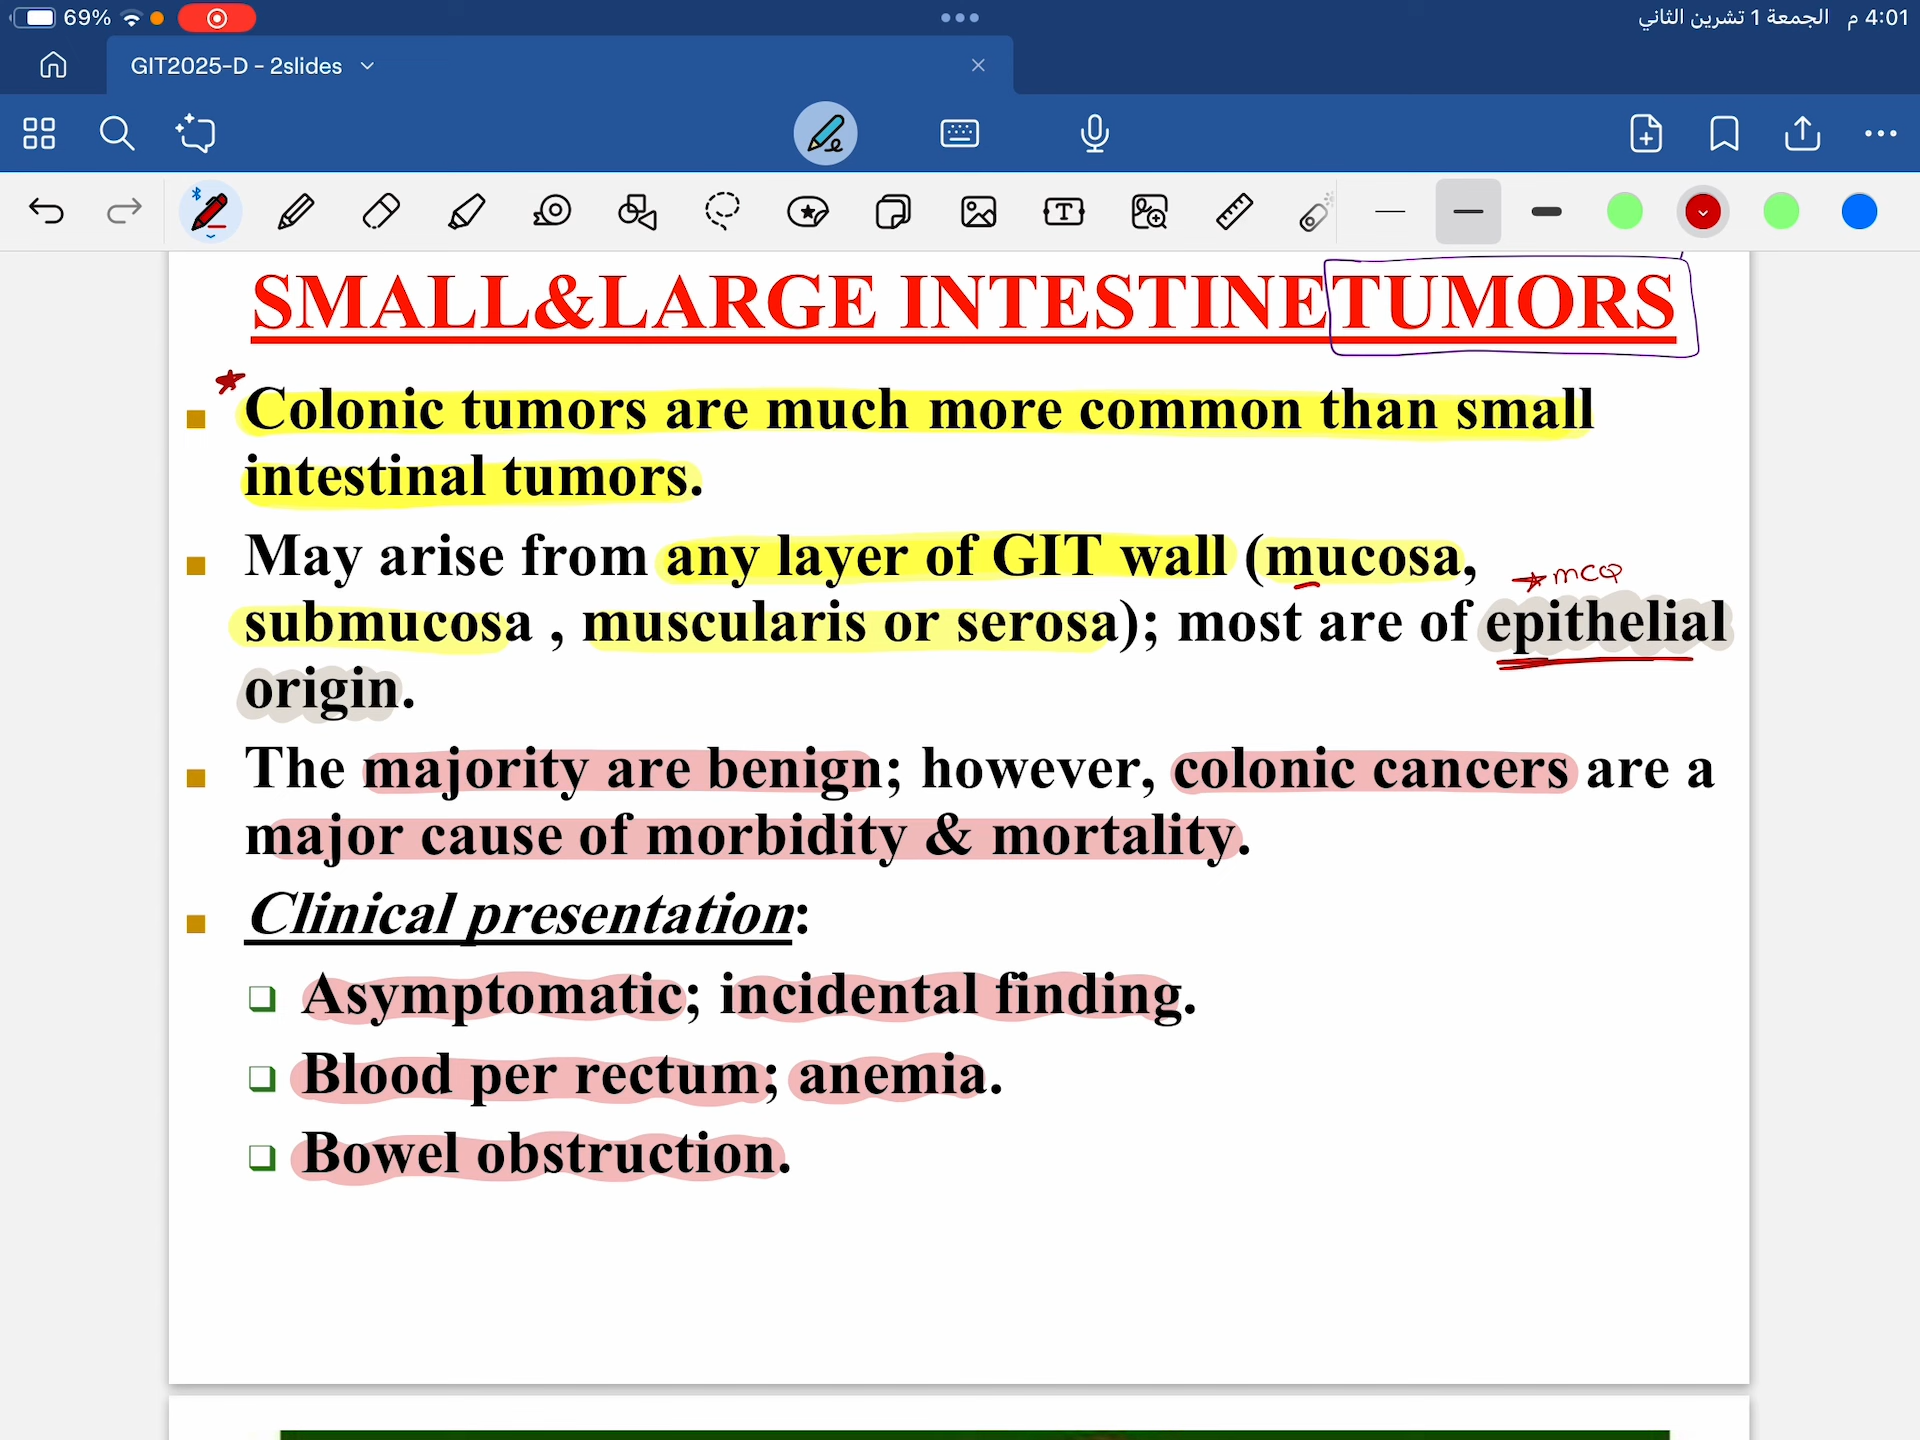 69%
4:01 م الجمعة 1 تشرين الثاني
GIT2025-D - 2slides
SMALL&LARGE INTESTINETUMORS
Colonic tumors are much more common than small
intestinal tumors.
May arise from any layer of GIT wall (mucosa,
mcq
submucosa , muscularis or serosa); most are of epithelial
origin.
The majority are benign; however, colonic cancers are a
major cause of morbidity & mortality.
Clinical presentation:
Asymptomatic; incidental finding.
Blood per rectum; anemia.
Bowel obstruction.